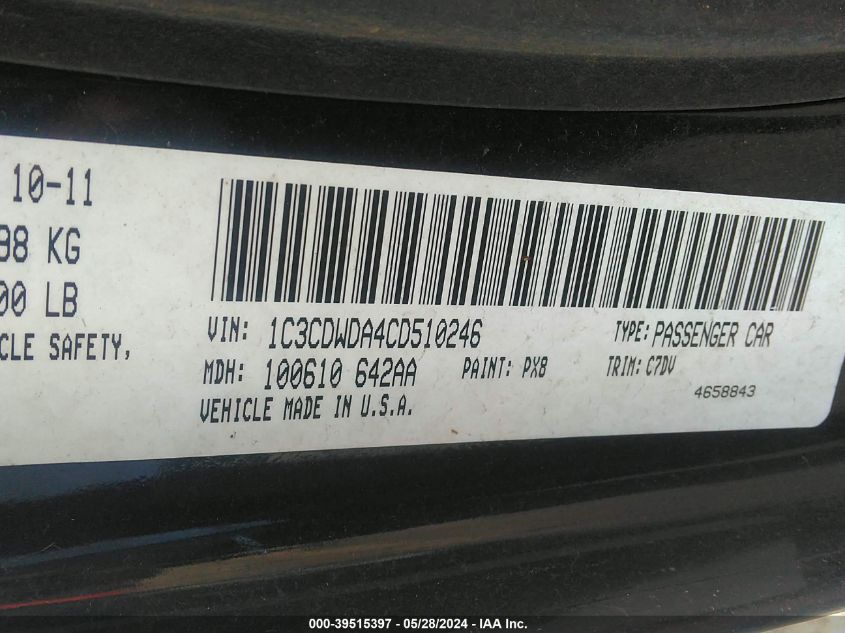 10-11
98 KG
00 LB
CLE SAFETY,
VIN: 1C3CDWDA4CD510246
TYPE: PASSENGER CAR
MDH: 100610 642AA
PAINT: PX8
TRIM: C7DV
VEHICLE MADE IN U.S.A.
4658843
000-39515397 - 05/28/2024 - IAA Inc.